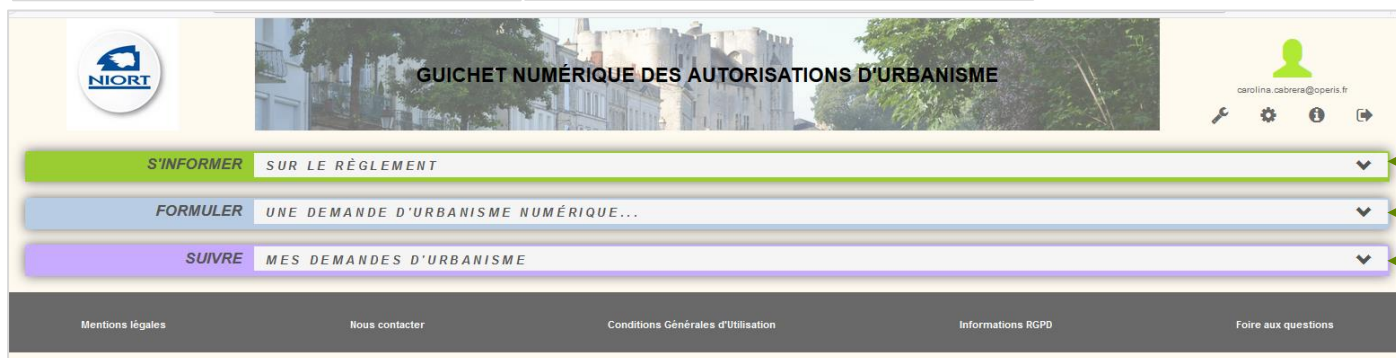 NIORT
GUICHET NUMÉRIQUE DES AUTORISATIONS D'URBANISME
carolina.cabrera@operis.fr
S'INFORMER SUR LE RÈGLEMENT
FORMULER UNE DEMANDE D'URBANISME NUMÉRIQUE...
SUIVRE MES DEMANDES D'URBANISME
Mentions légales Nous contacter Conditions Générales d'Utilisation Informations RGPD Foire aux questions